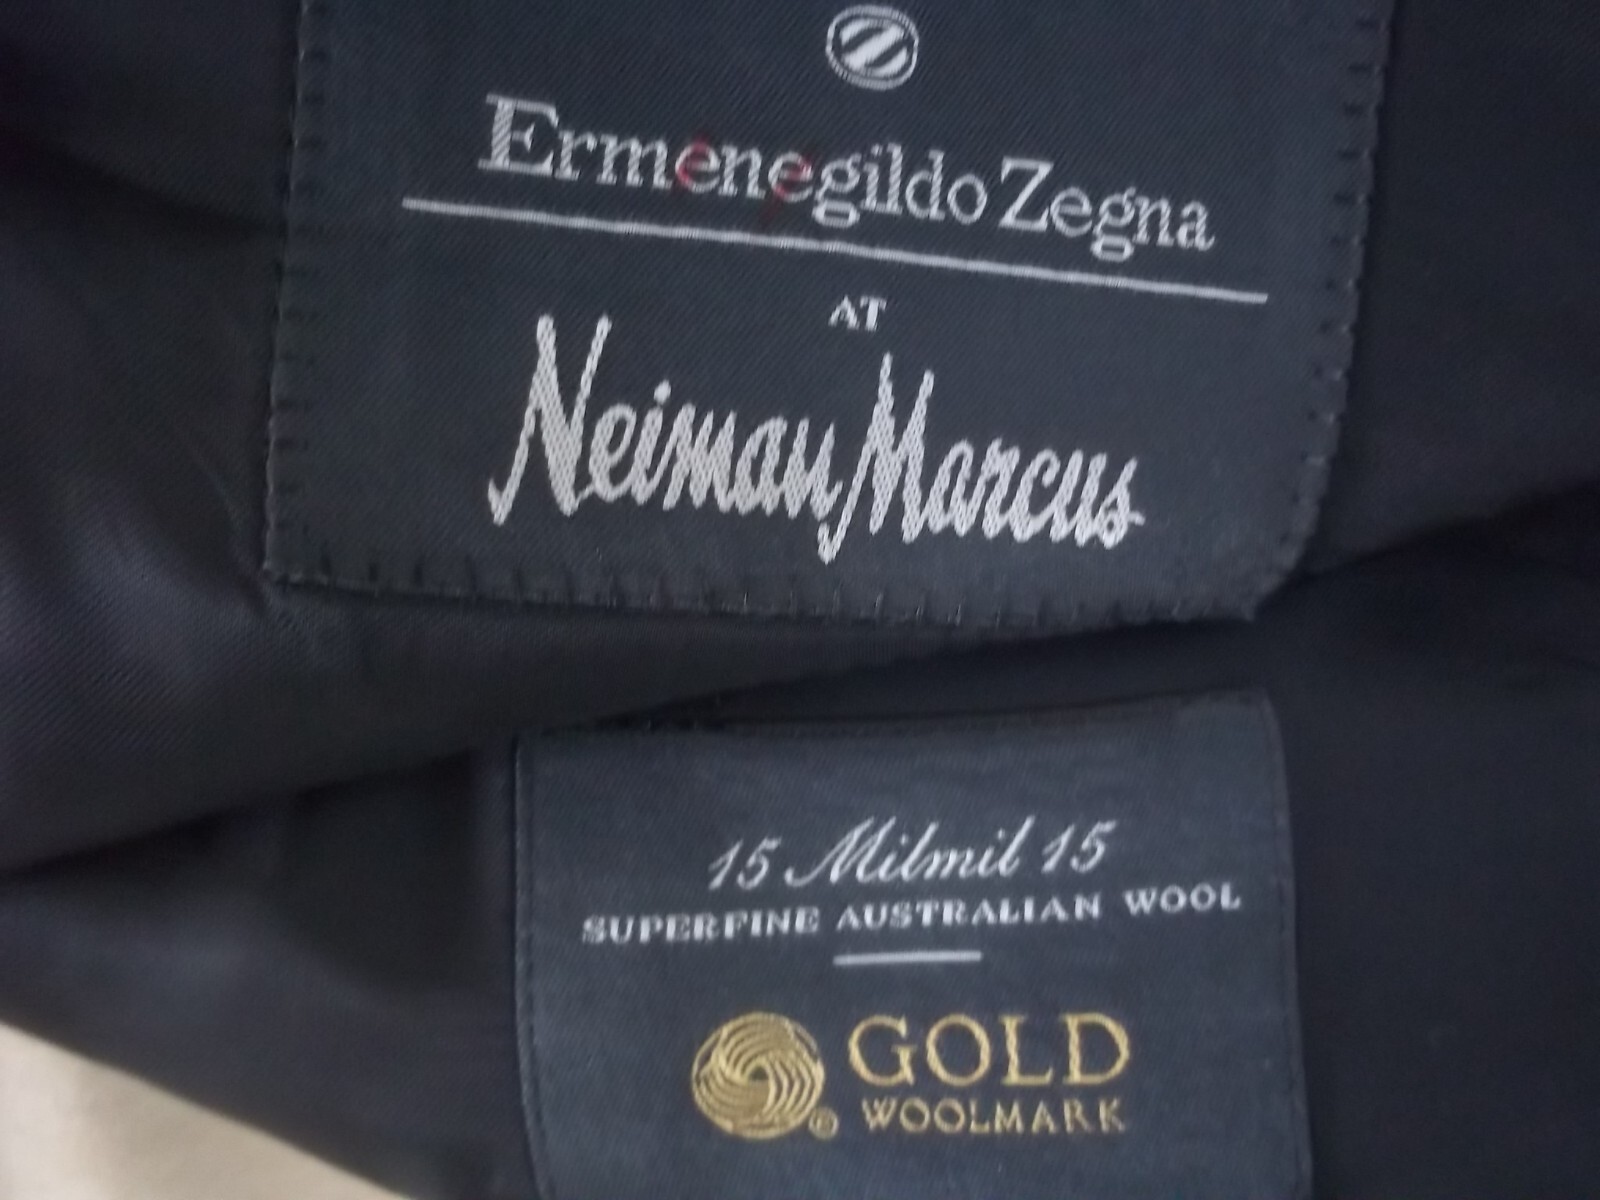 Ermenegildo Zegna
AT
Neiman Marcus
15 Milmil 15
SUPERFINE AUSTRALIAN WOOL
GOLD
WOOLMARK